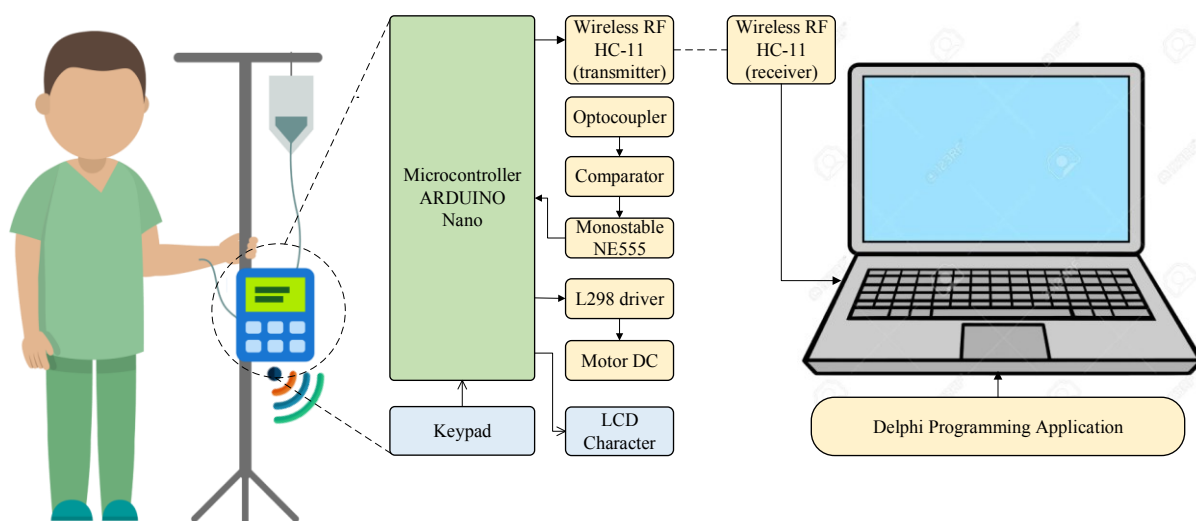 Microcontroller
ARDUINO
Nano
Wireless RF
HC-11
(transmitter)
Wireless RF
HC-11
(receiver)
Optocoupler
Comparator
Monostable
NE555
L298 driver
Motor DC
Keypad
LCD
Character
Delphi Programming Application